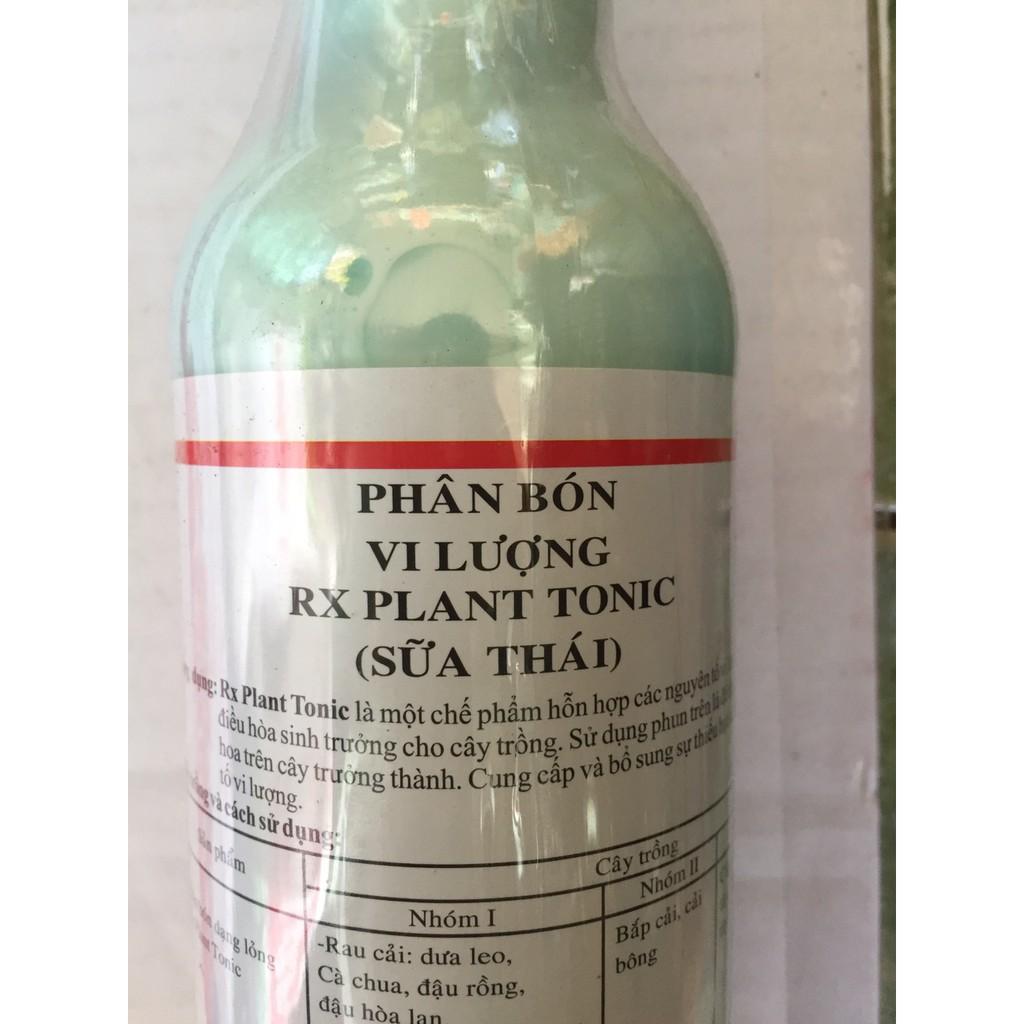 PHÂN BÓN
VI LƯỢNG
RX PLANT TONIC
(SỮA THÁI)
dụng: Rx Plant Tonic là một chế phẩm hỗn hợp các nguyên tố
điều hòa sinh trưởng cho cây trồng. Sử dụng phun trên lá
hoa trên cây trưởng thành. Cung cấp và bổ sung sự thiếu
tố vi lượng.
và cách sử dụng:
phẩm
Cây trồng
Nhóm I
Nhóm II
dạng lỏng
Tonic
-Rau cải: dưa leo,
Cà chua, đậu rồng,
đậu hòa lan
Bắp cải, cải
bông